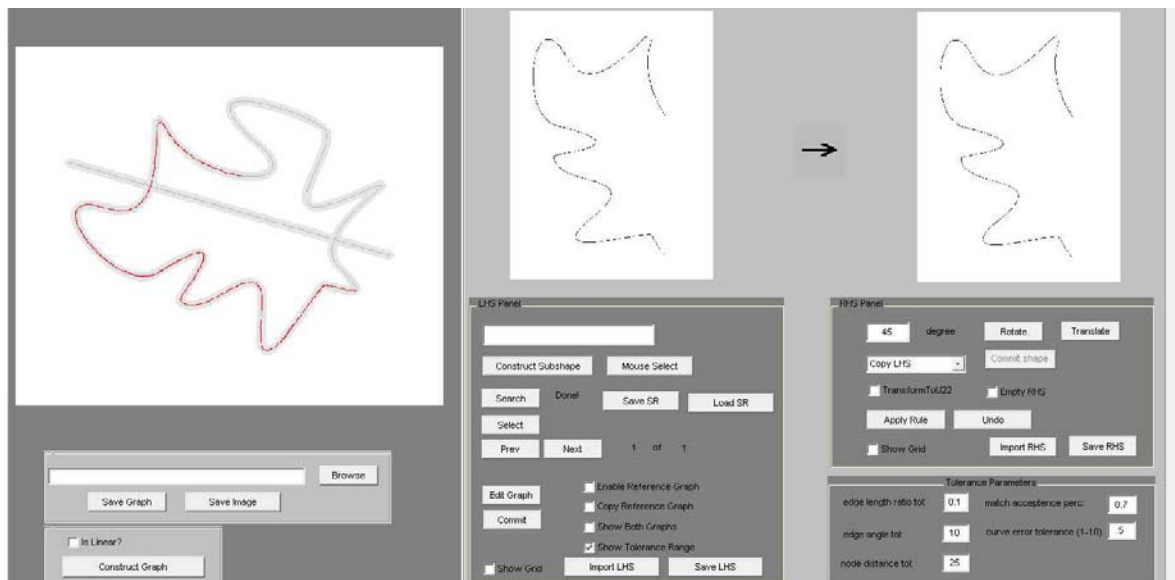 Browse
Save Graph Save Image
Is Linear?
Construct Graph
LHS Panel
Construct Subshape Mouse Select
Search Done! Save SR Load SR
Select
Prev Next 1 of 1
Edit Graph Enable Reference Graph
Commit Copy Reference Graph
Show Both Graphs
Show Tolerance Range
Show Grid Import LHS Save LHS
RHS Panel
45 degree Rotate Translate
Copy LHS Commit shape
TransformToU22 Empty RHS
Apply Rule Undo
Show Grid Import RHS Save RHS
Tolerance Parameters
edge length ratio tol: 0.1 match acceptence perc: 0.7
edge angle tol: 10 curve error tolerance (1-10) 5
node distance tol: 25